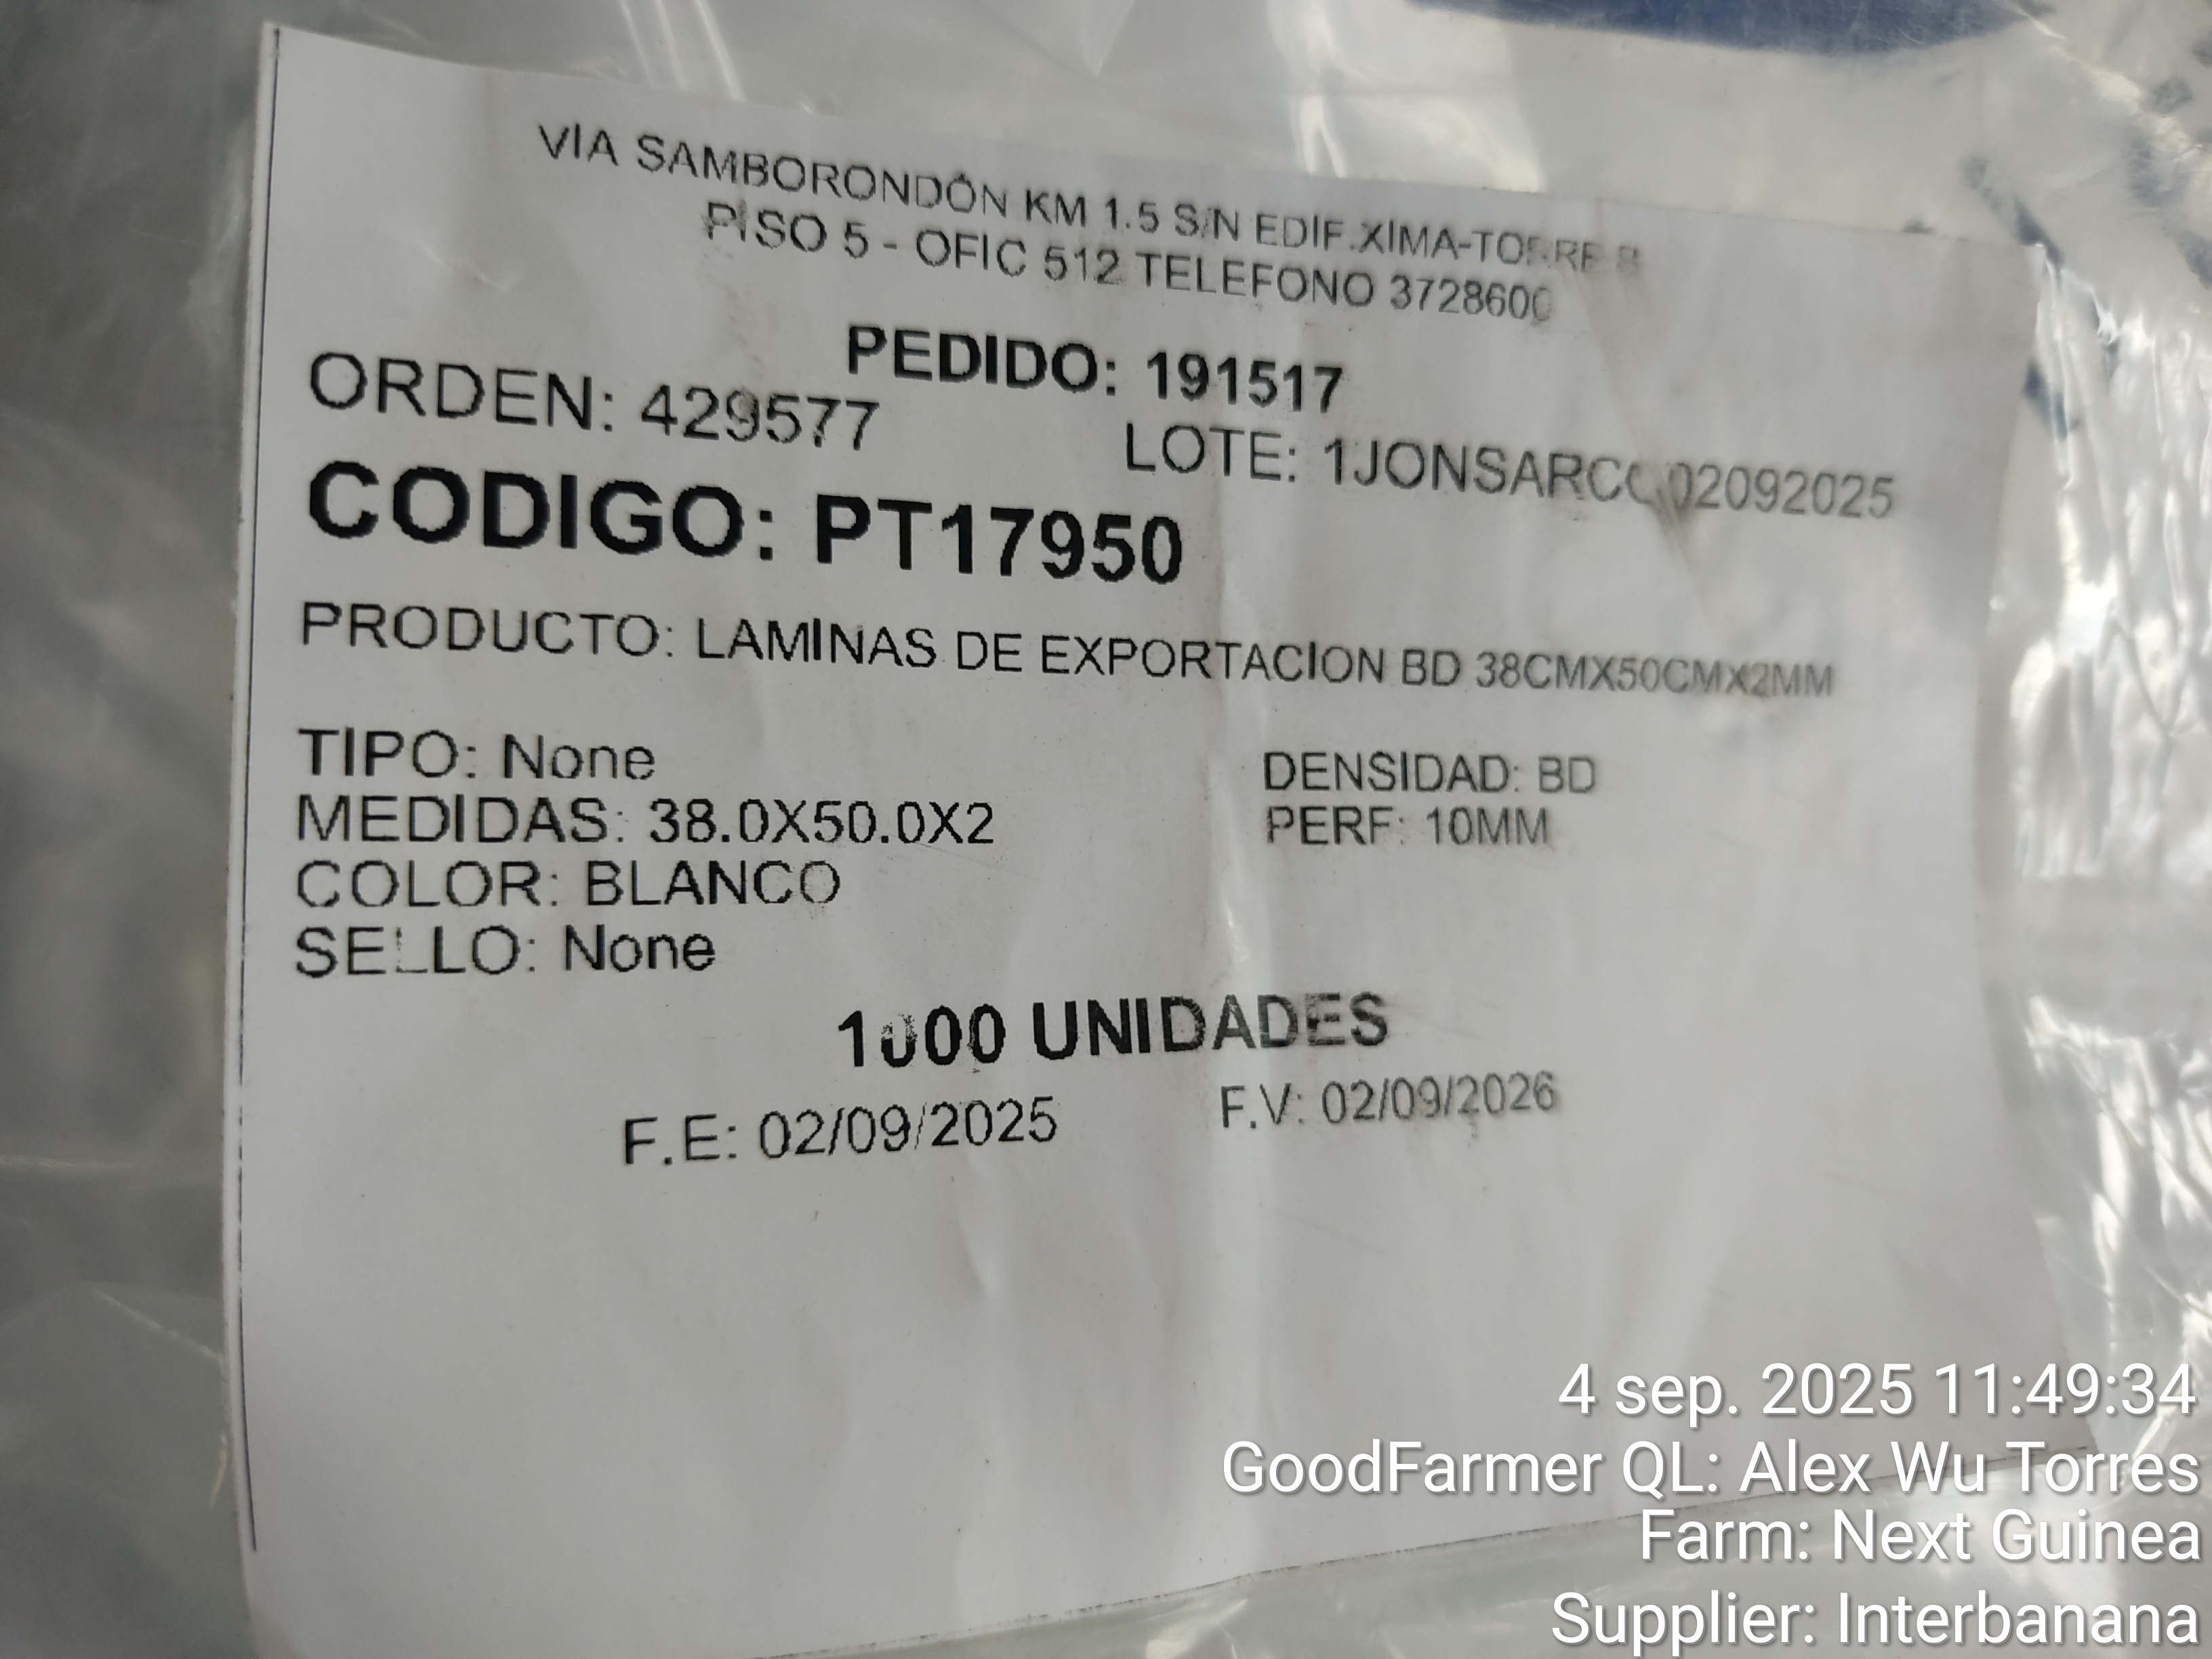 VIA SAMBORONDÓN KM 1.5 S/N EDIF.XIMA-TORRE B
PISO 5 - OFIC 512 TELEFONO 3728600
PEDIDO: 191517
ORDEN: 429577
LOTE: 02092025
CODIGO: PT17950
PRODUCTO: LAMINAS DE EXPORTACION BD 38CMX50CMX2MM
TIPO: None
DENSIDAD: BD
MEDIDAS: 38.0X50.0X2
PERF: 10MM
COLOR: BLANCO
SELLO: None
1000 UNIDADES
F.E: 02/09/2025
F.V: 02/09/2026
4 sep. 2025 11:49:34
GoodFarmer QL: Alex Wu Torres
Farm: Next Guinea
Supplier: Interbanana